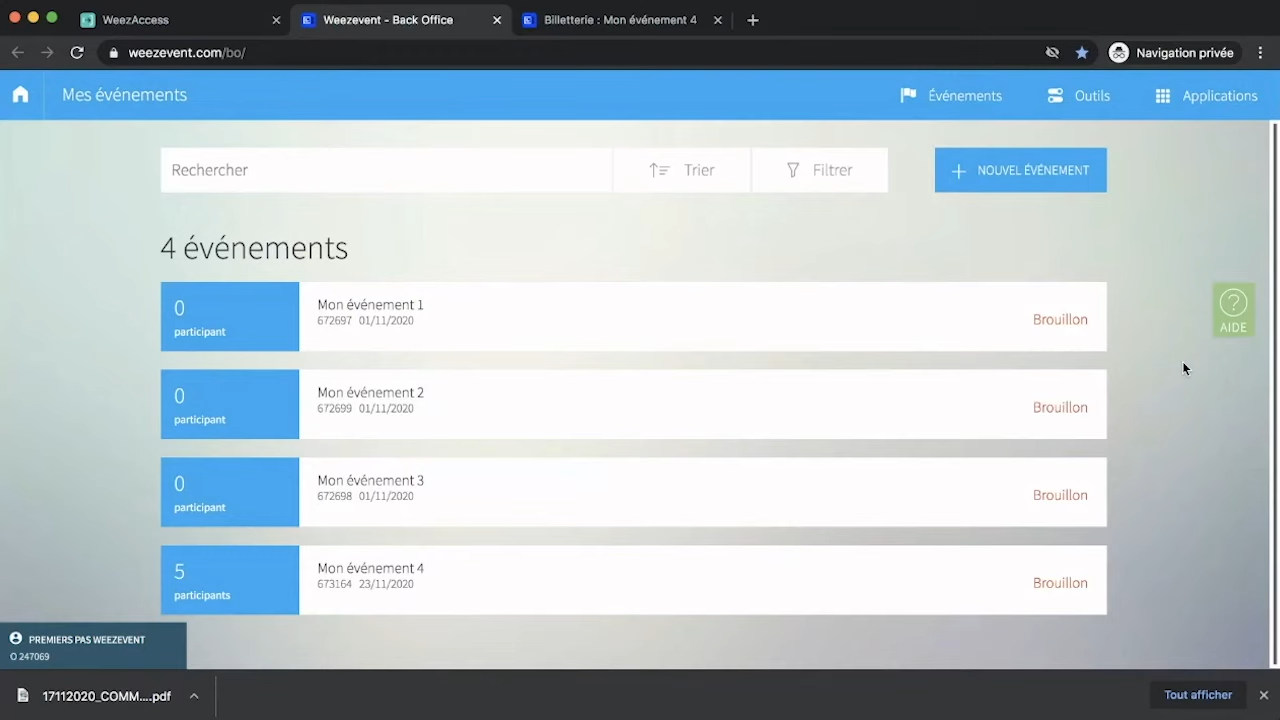 WeezAccess
Weezevent - Back Office
Billetterie : Mon événement 4
weezevent.com/bo/
Navigation privée
Mes événements
Événements
Outils
Applications
Rechercher
Trier
Filtrer
NOUVEL ÉVÉNEMENT
4 événements
0
participant
Mon événement 1
672697 01/11/2020
Brouillon
0
participant
Mon événement 2
672699 01/11/2020
Brouillon
0
participant
Mon événement 3
672698 01/11/2020
Brouillon
5
participants
Mon événement 4
673164 23/11/2020
Brouillon
? AIDE
PREMIERS PAS WEEZEVENT
O 247069
17112020_COMM....pdf
Tout afficher